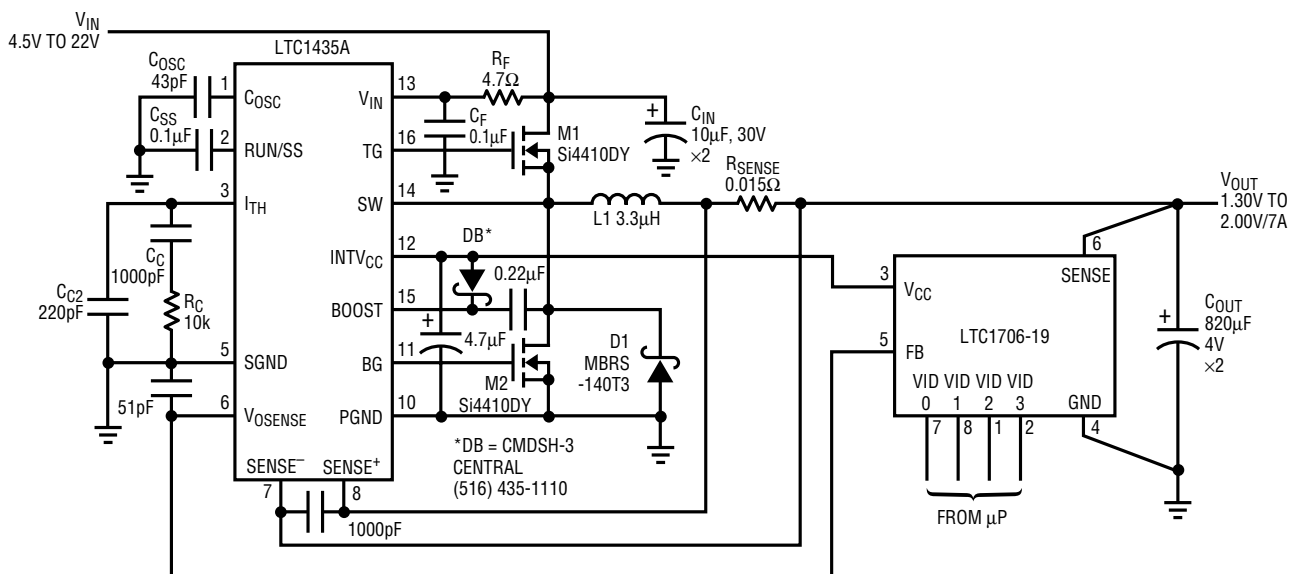 VIN
4.5V TO 22V
LTC1435A
COSC
43pF
1
COSC
CSS
0.1µF
2
RUN/SS
3
ITH
CC
1000pF
CC2
220pF
RC
10k
5
SGND
51pF
6
VOSENSE
SENSE–
7
SENSE+
8
1000pF
13
VIN
RF
4.7Ω
CF
0.1µF
16
TG
M1
Si4410DY
CIN
10µF, 30V
×2
14
SW
L1 3.3µH
RSENSE
0.015Ω
12
INTVCC
DB*
0.22µF
15
BOOST
4.7µF
11
BG
M2
Si4410DY
D1
MBRS
-140T3
10
PGND
*DB = CMDSH-3
CENTRAL
(516) 435-1110
VOUT
1.30V TO
2.00V/7A
6
SENSE
3
VCC
LTC1706-19
5
FB
VID VID VID VID
0 1 2 3
7 8 1 2
GND
4
FROM µP
COUT
820µF
4V
×2